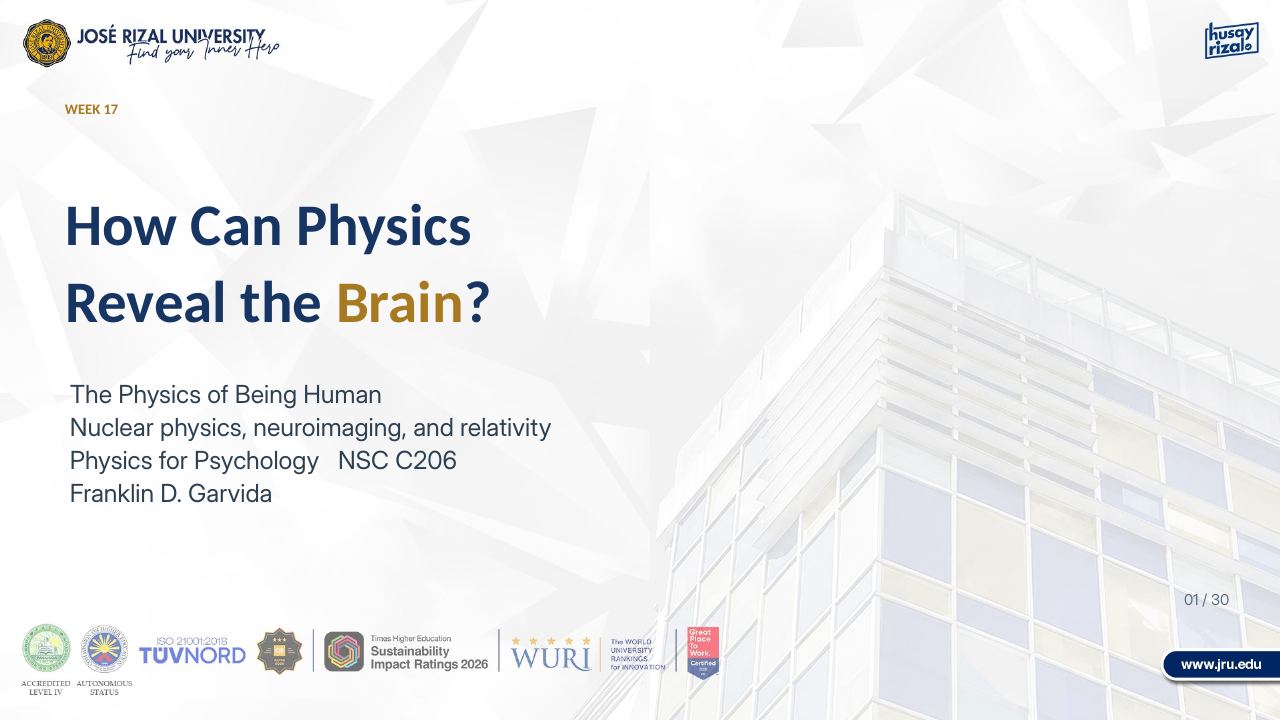 JOSÉ RIZAL UNIVERSITY
Find your Inner Hero
husay
rizal
WEEK 17
How Can Physics
Reveal the Brain?
The Physics of Being Human
Nuclear physics, neuroimaging, and relativity
Physics for Psychology NSC C206
Franklin D. Garvida
01 / 30
ACCREDITED
LEVEL IV
AUTONOMOUS
STATUS
ISO 21001:2018
TÜVNORD
Times Higher Education
Sustainability
Impact Ratings 2026
WURI
The WORLD
UNIVERSITY
RANKINGS
for INNOVATION
Great
Place
To
Work.
Certified
www.jru.edu